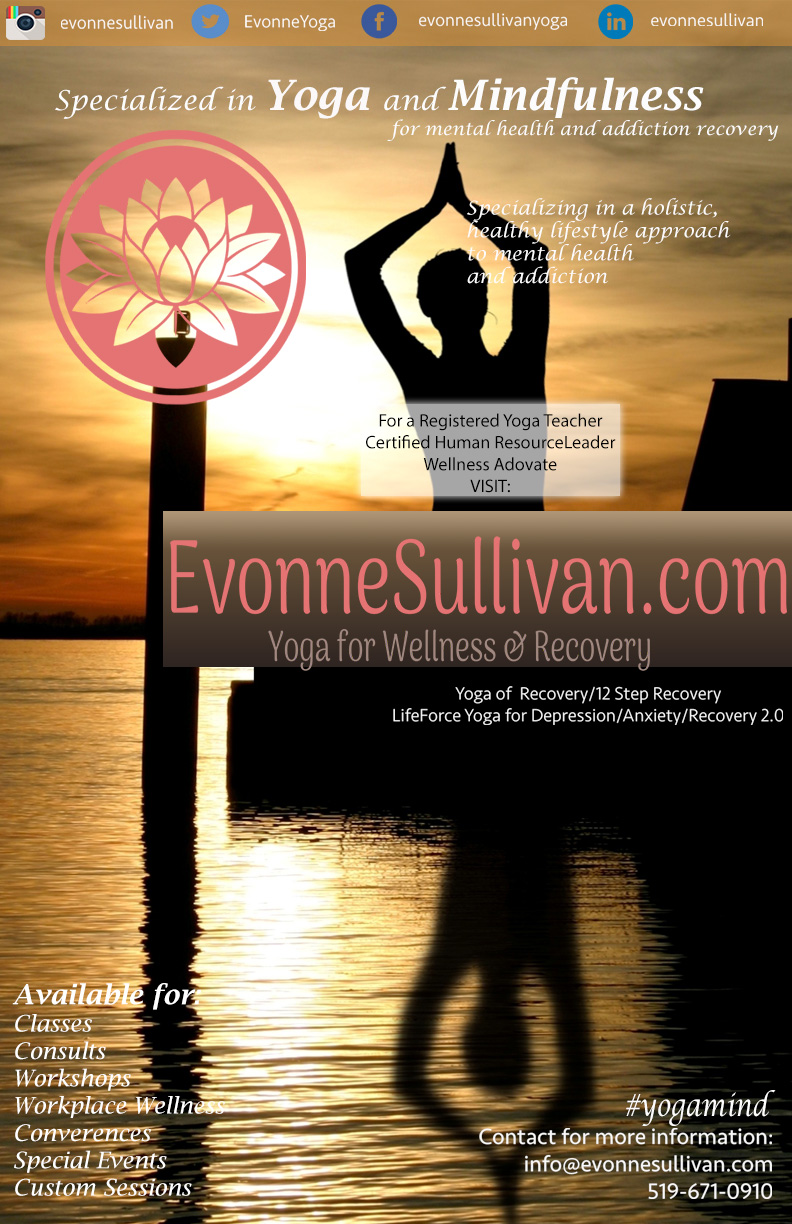 evonnesullivan EvonneYoga evonnesullivanyoga evonnesullivan
Specialized in Yoga and Mindfulness
for mental health and addiction recovery
Specializing in a holistic,
healthy lifestyle approach
to mental health
and addiction
For a Registered Yoga Teacher
Certified Human ResourceLeader
Wellness Adovate
VISIT:
EvonneSullivan.com
Yoga for Wellness & Recovery
Yoga of Recovery/12 Step Recovery
LifeForce Yoga for Depression/Anxiety/Recovery 2.0
Available for:
Classes
Consults
Workshops
Workplace Wellness
Converences
Special Events
Custom Sessions
#yogamind
Contact for more information:
info@evonnesullivan.com
519-671-0910